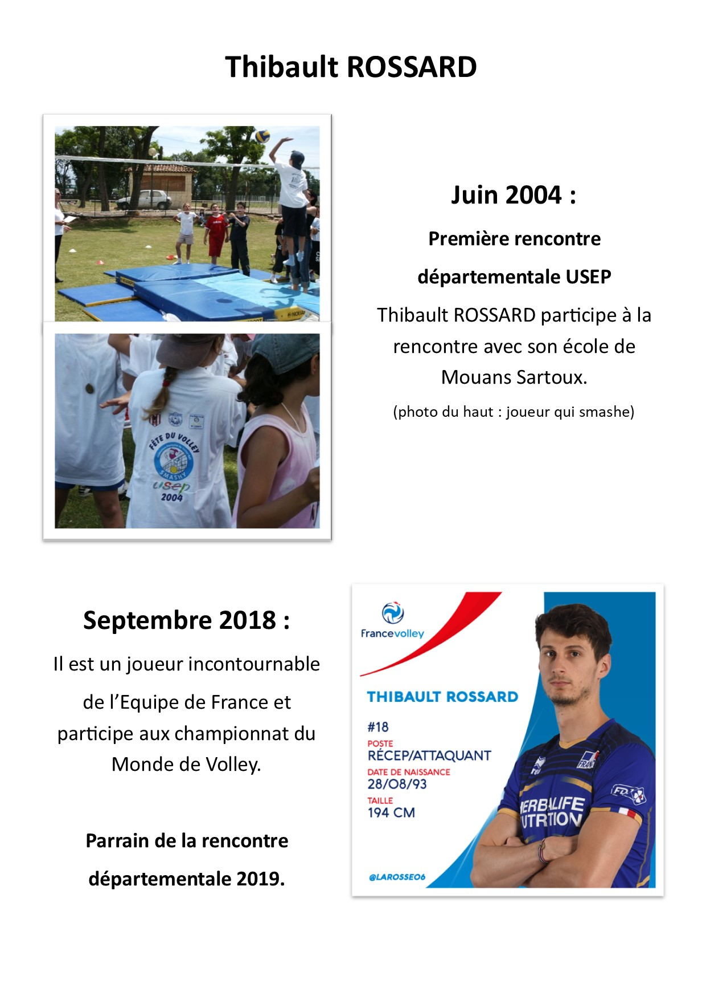 Thibault ROSSARD
Juin 2004 :
Première rencontre
départementale USEP
Thibault ROSSARD participe à la
rencontre avec son école de
Mouans Sartoux.
(photo du haut : joueur qui smashe)
FÊTE DU VOLLEY
SMASHY
usep
2004
Septembre 2018 :
Il est un joueur incontournable
de l’Equipe de France et
participe aux championnat du
Monde de Volley.
Parrain de la rencontre
départementale 2019.
Francevolley
THIBAULT ROSSARD
#18
POSTE
RÉCEP/ATTAQUANT
DATE DE NAISSANCE
28/08/93
TAILLE
194 CM
@LAROSSE06
FDJ
HERBALIFE
NUTRITION